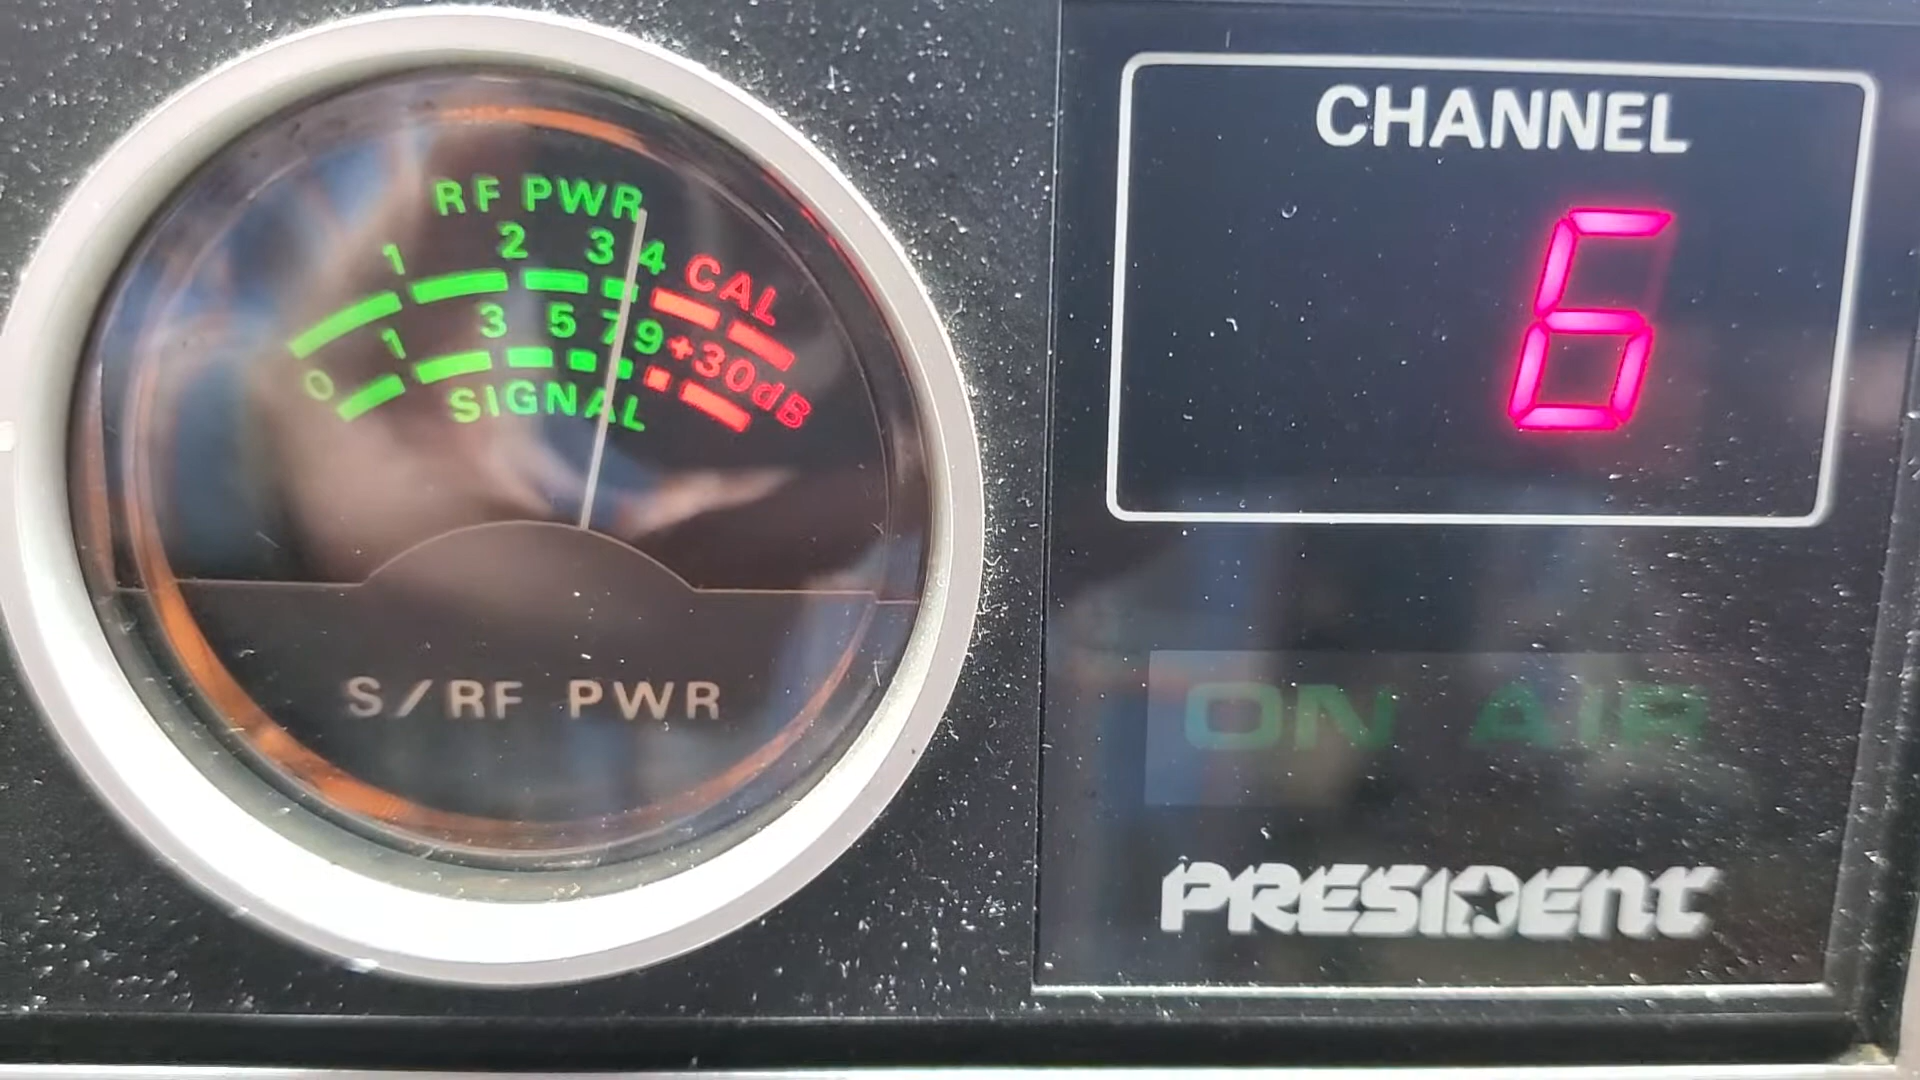 RF PWR
1 2 3 4 CAL
0 1 3 5 7 9 +30dB
SIGNAL
S/RF PWR
CHANNEL
6
ON AIR
PRESIDENT